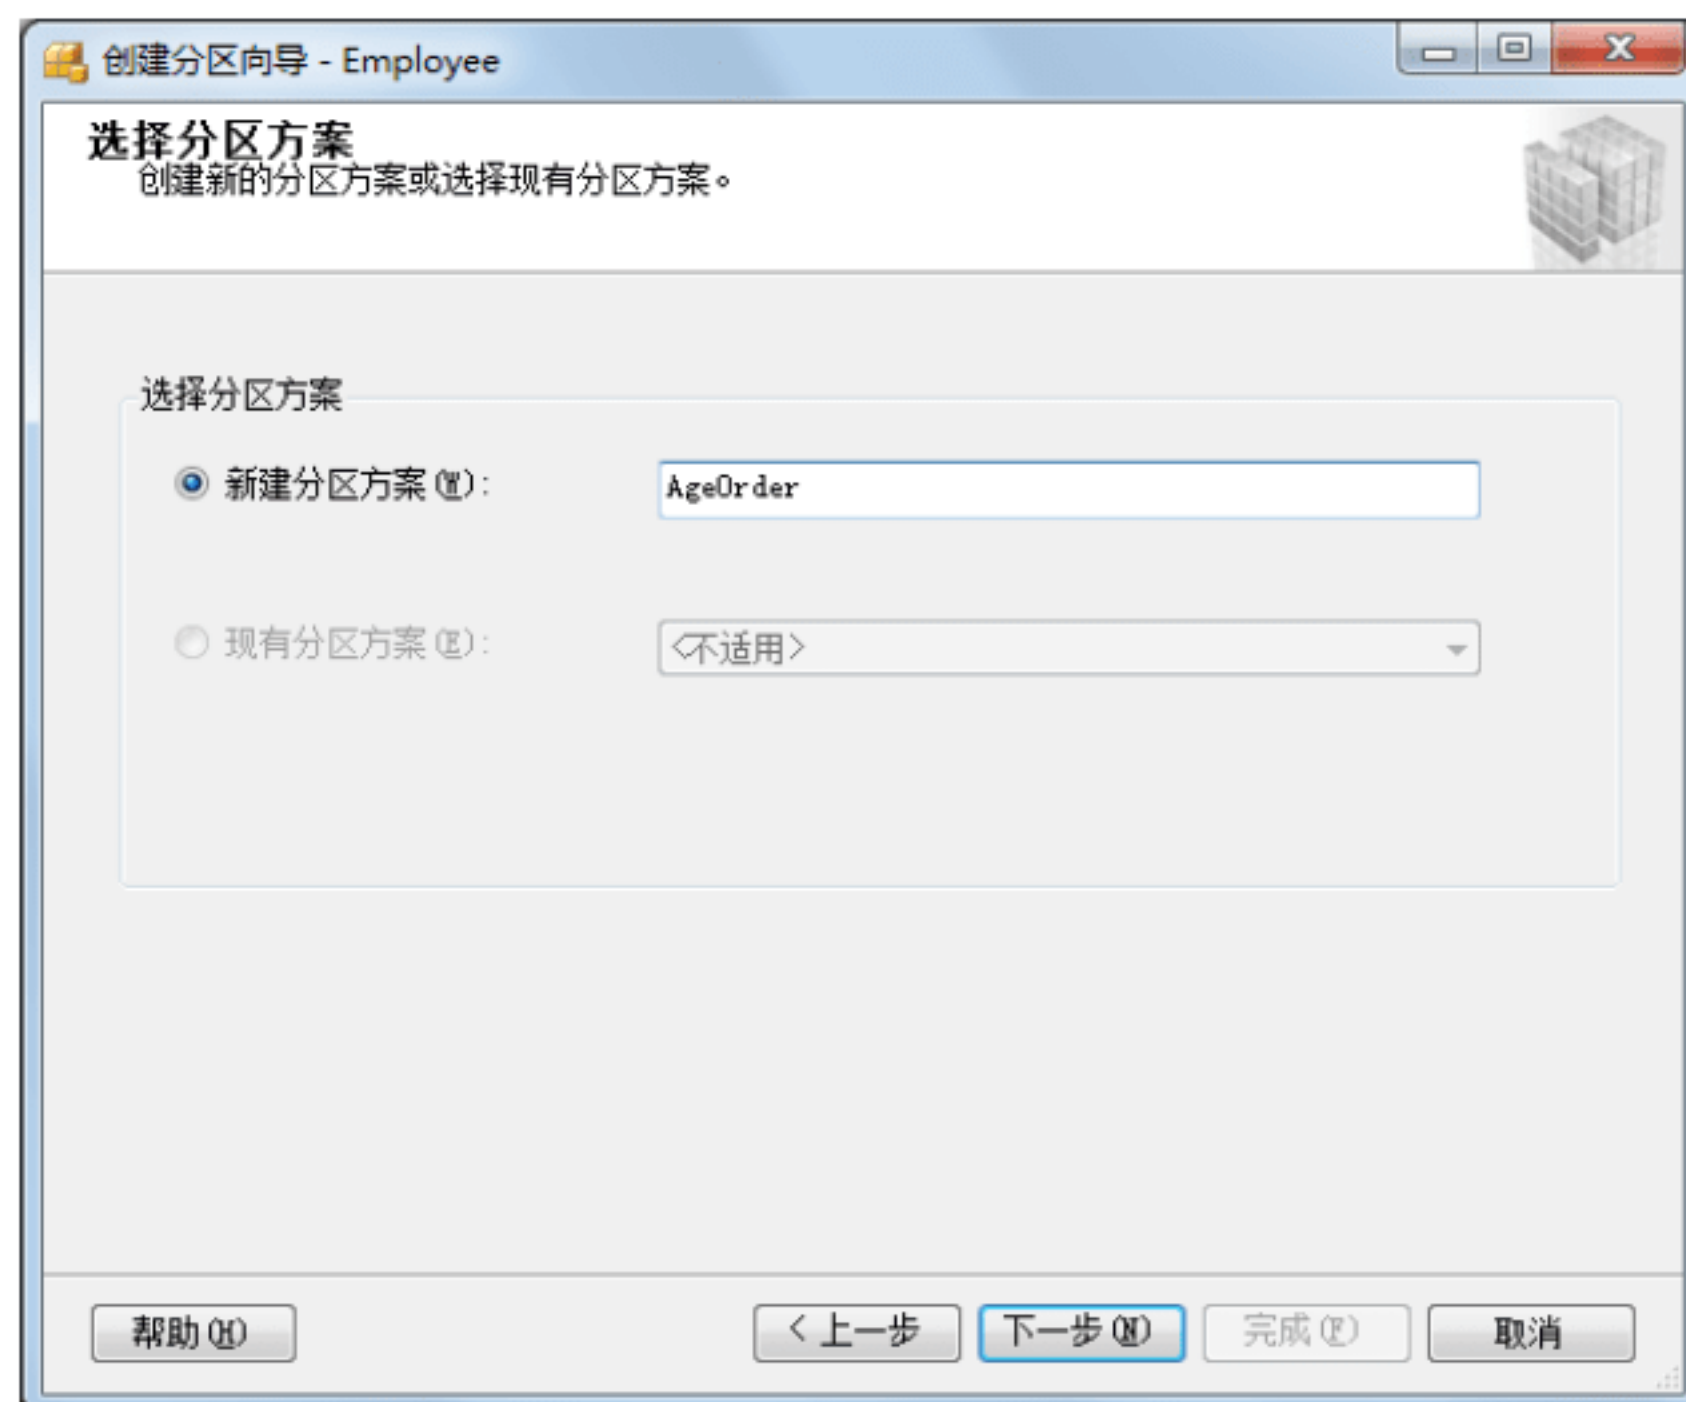 创建分区向导 - Employee
选择分区方案
创建新的分区方案或选择现有分区方案。
选择分区方案
新建分区方案(W): AgeOrder
现有分区方案(E): <不适用>
帮助(H) < 上一步 下一步(N) 完成(F) 取消